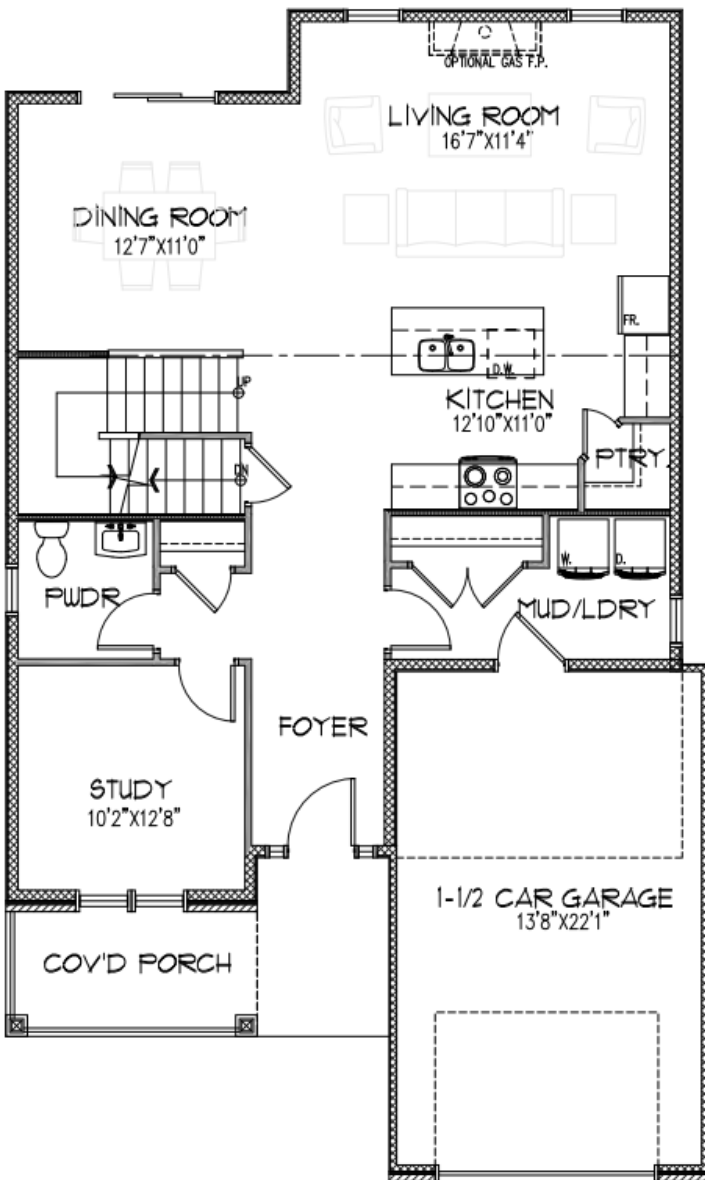 OPTIONAL GAS F.P.
LIVING ROOM
16'7"X11'4"
DINING ROOM
12'7"X11'0"
FR.
D.W.
UP
KITCHEN
12'10"X11'0"
PTRY.
DN
W.
D.
PWDR
MUD/LDRY
FOYER
STUDY
10'2"X12'8"
1-1/2 CAR GARAGE
13'8"X22'1"
COV'D PORCH